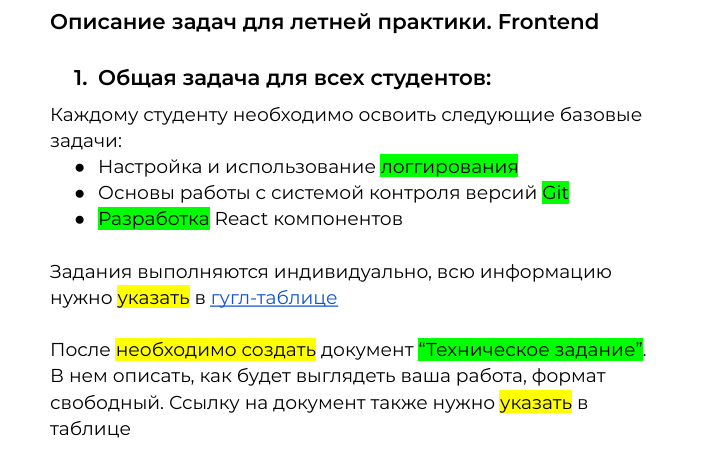 Описание задач для летней практики. Frontend
1. Общая задача для всех студентов:
Каждому студенту необходимо освоить следующие базовые
задачи:
● Настройка и использование логгирования
● Основы работы с системой контроля версий Git
● Разработка React компонентов
Задания выполняются индивидуально, всю информацию
нужно указать в гугл-таблице
После необходимо создать документ “Техническое задание”.
В нем описать, как будет выглядеть ваша работа, формат
свободный. Ссылку на документ также нужно указать в
таблице